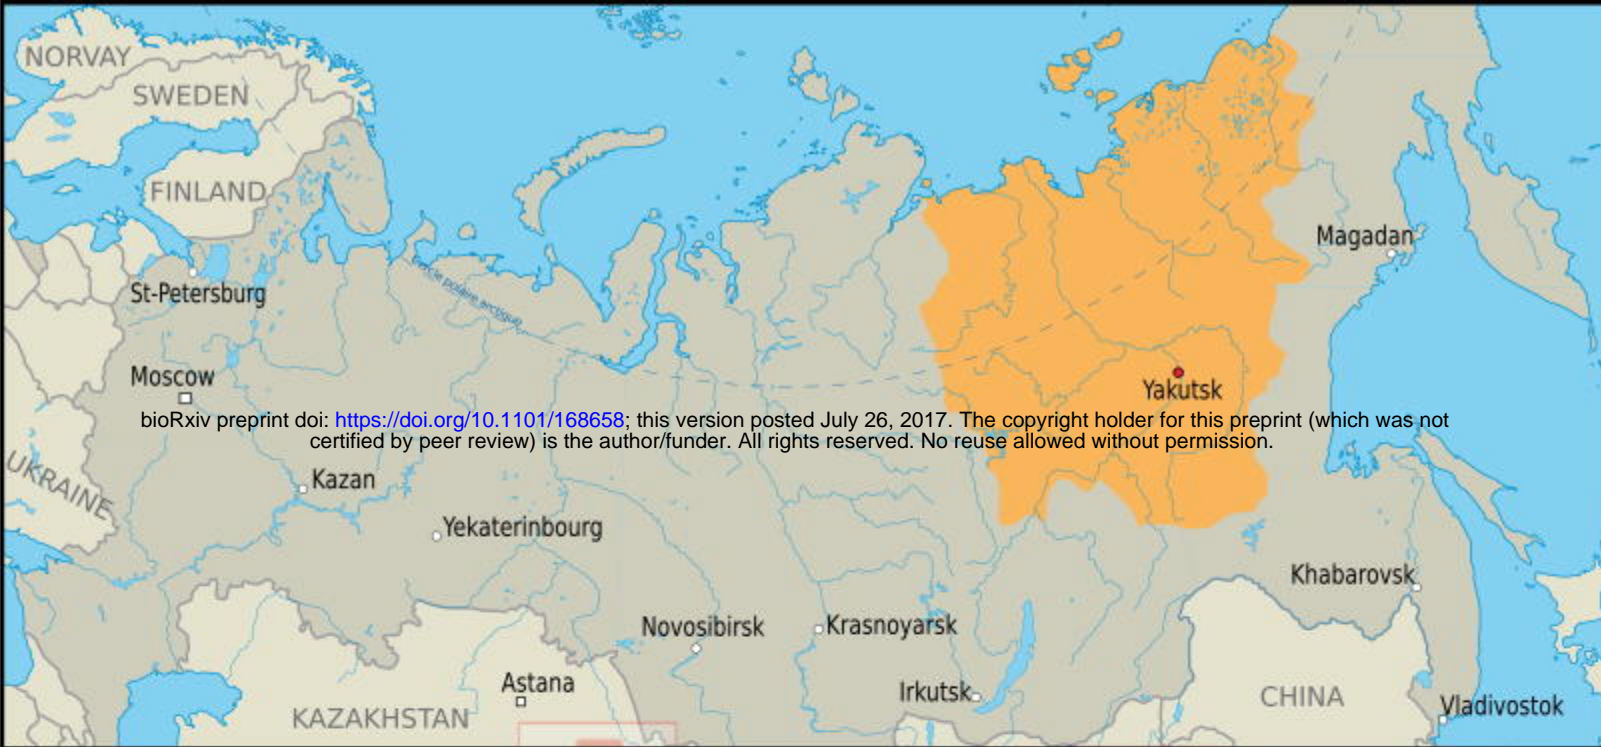 NORVAY
SWEDEN
FINLAND
Magadan
St-Petersburg
Cercle polaire arctique
Moscow
Yakutsk
bioRxiv preprint doi: https://doi.org/10.1101/168658; this version posted July 26, 2017. The copyright holder for this preprint (which was not
certified by peer review) is the author/funder. All rights reserved. No reuse allowed without permission.
UKRAINE
Kazan
Yekaterinbourg
Khabarovsk
Novosibirsk
Krasnoyarsk
Astana
Irkutsk
KAZAKHSTAN
CHINA
Vladivostok